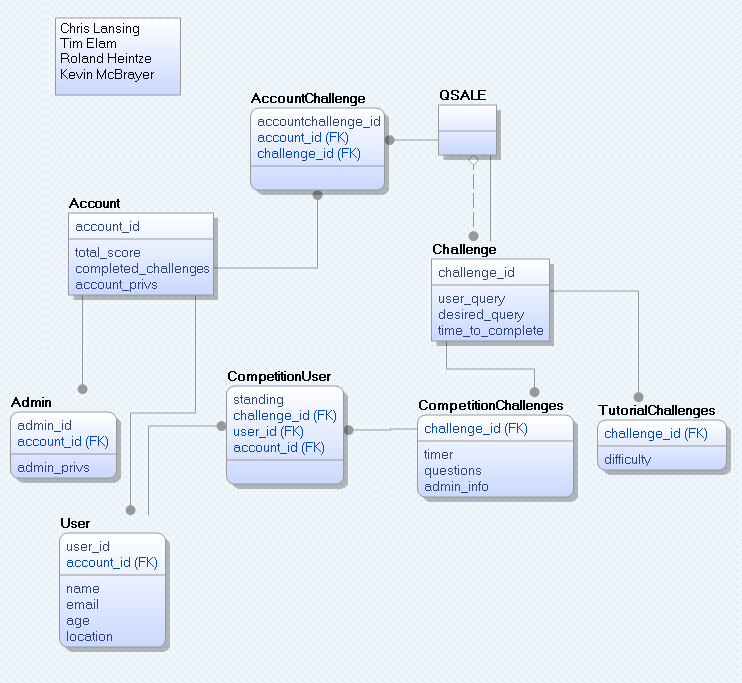 Chris Lansing
Tim Elam
Roland Heintze
Kevin McBrayer
AccountChallenge
accountchallenge_id
account_id (FK)
challenge_id (FK)
QSALE
Account
account_id
total_score
completed_challenges
account_privs
Challenge
challenge_id
user_query
desired_query
time_to_complete
Admin
admin_id
account_id (FK)
admin_privs
CompetitionUser
standing
challenge_id (FK)
user_id (FK)
account_id (FK)
CompetitionChallenges
challenge_id (FK)
timer
questions
admin_info
TutorialChallenges
challenge_id (FK)
difficulty
User
user_id
account_id (FK)
name
email
age
location